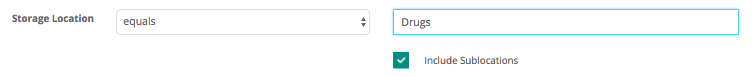 Storage Location equals Drugs
Include Sublocations